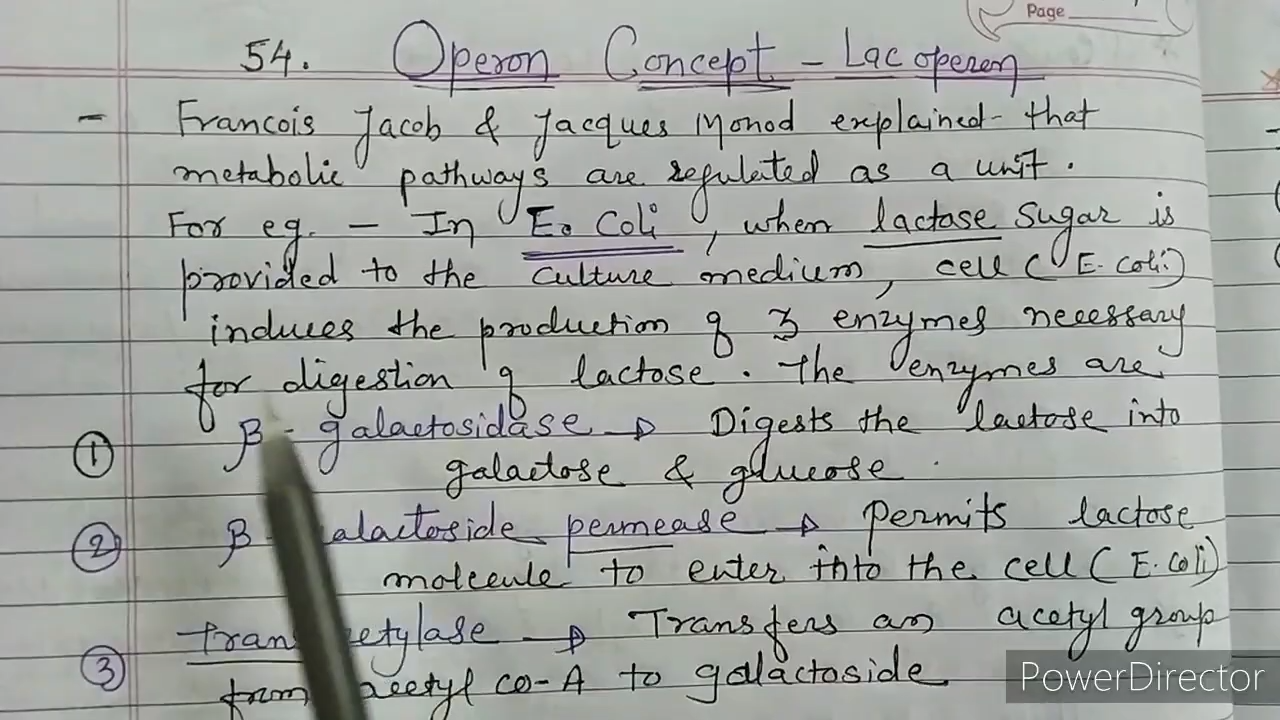 Page
54. Operon Concept - Lac operon
- Francois Jacob & Jacques Monod explained that
metabolic pathways are regulated as a unit.
For eg. - In E. Coli, when lactase Sugar is
provided to the culture medium, cell (E. Coli)
induces the production of 3 enzymes necessary
for digestion of lactose. The enzymes are
① β-galactosidase → Digests the lactose into
galactose & glucose.
② β alactoside permease → Permits lactose
molecule to enter into the cell (E. Coli)
③ tran etylase → Transfers an acetyl group
from acetyl co-A to galactoside
PowerDirector